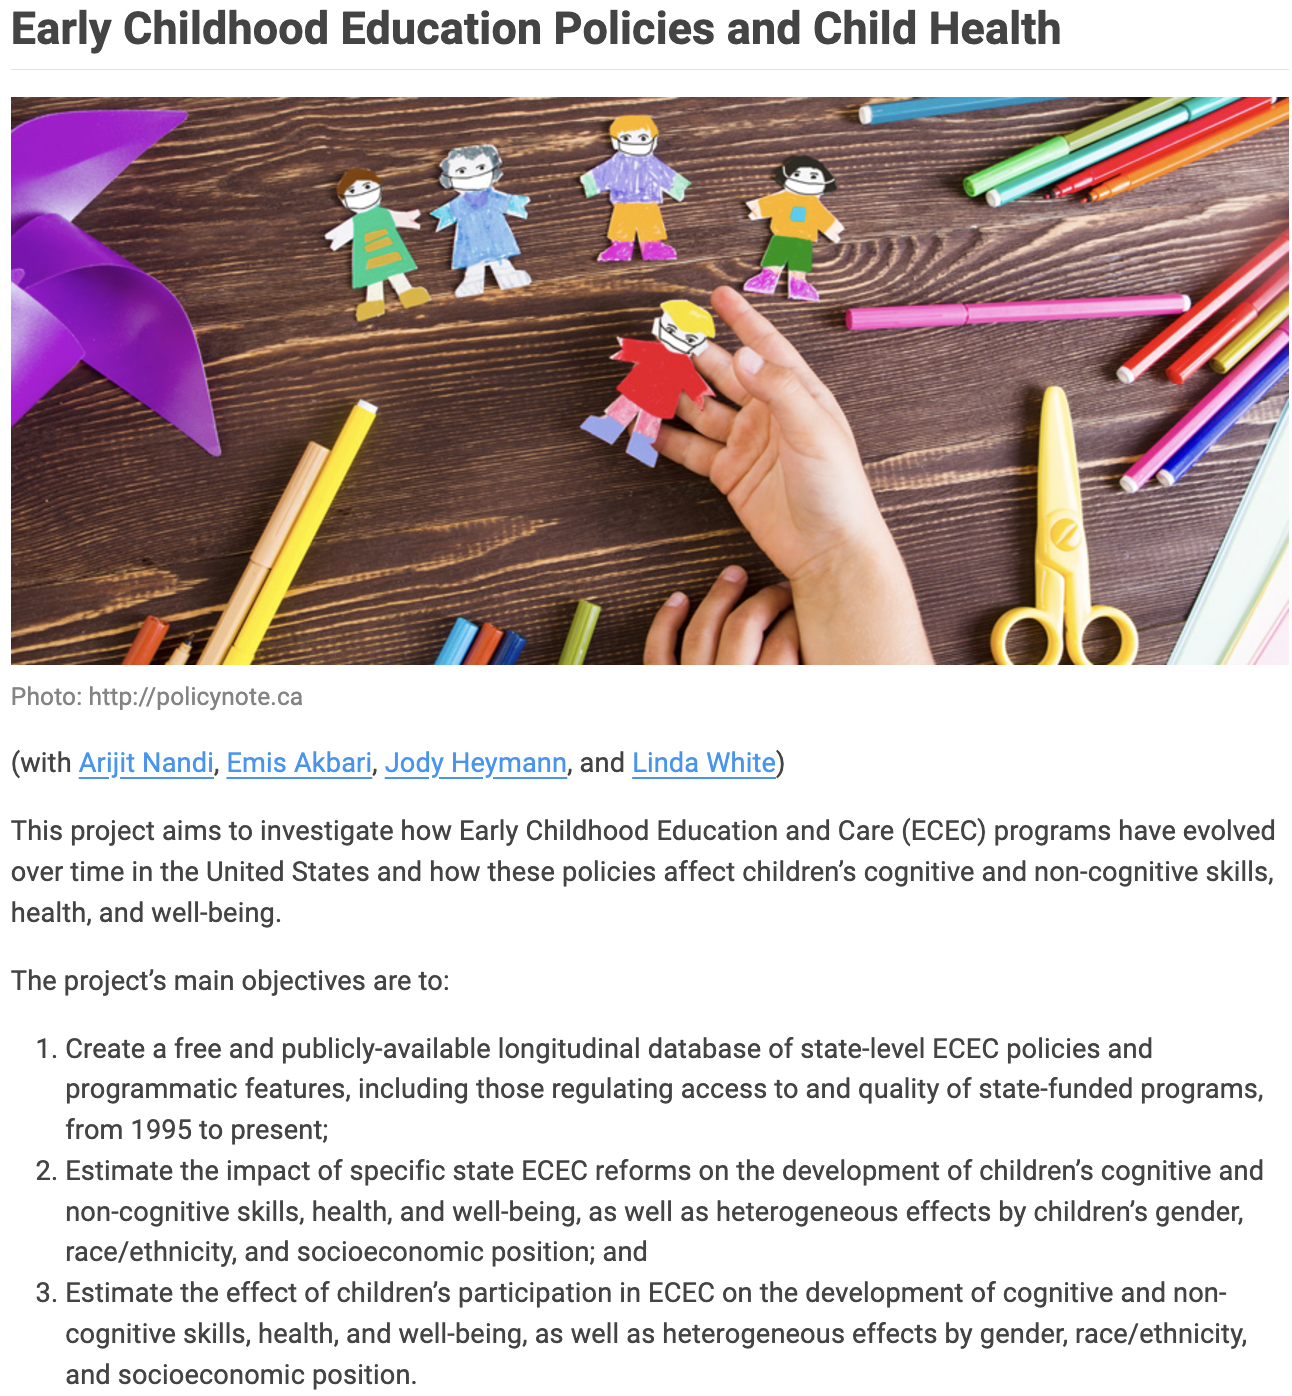 Early Childhood Education Policies and Child Health
Photo: http://policynote.ca
(with Arijit Nandi, Emis Akbari, Jody Heymann, and Linda White)
This project aims to investigate how Early Childhood Education and Care (ECEC) programs have evolved
over time in the United States and how these policies affect children’s cognitive and non-cognitive skills,
health, and well-being.
The project’s main objectives are to:
1. Create a free and publicly-available longitudinal database of state-level ECEC policies and
programmatic features, including those regulating access to and quality of state-funded programs,
from 1995 to present;
2. Estimate the impact of specific state ECEC reforms on the development of children’s cognitive and
non-cognitive skills, health, and well-being, as well as heterogeneous effects by children’s gender,
race/ethnicity, and socioeconomic position; and
3. Estimate the effect of children’s participation in ECEC on the development of cognitive and non-
cognitive skills, health, and well-being, as well as heterogeneous effects by gender, race/ethnicity,
and socioeconomic position.